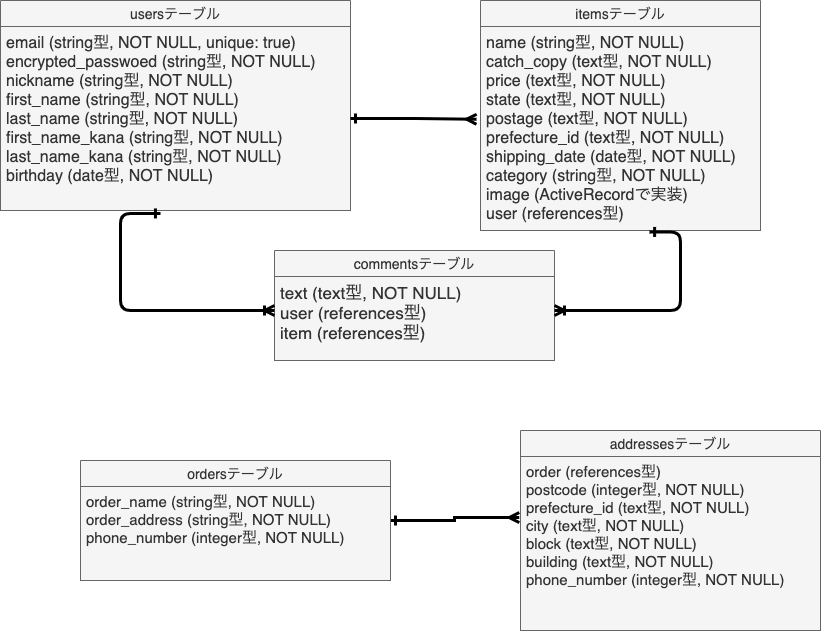 usersテーブル
email (string型, NOT NULL, unique: true)
encrypted_passwoed (string型, NOT NULL)
nickname (string型, NOT NULL)
first_name (string型, NOT NULL)
last_name (string型, NOT NULL)
first_name_kana (string型, NOT NULL)
last_name_kana (string型, NOT NULL)
birthday (date型, NOT NULL)
itemsテーブル
name (string型, NOT NULL)
catch_copy (text型, NOT NULL)
price (text型, NOT NULL)
state (text型, NOT NULL)
postage (text型, NOT NULL)
prefecture_id (text型, NOT NULL)
shipping_date (date型, NOT NULL)
category (string型, NOT NULL)
image (ActiveRecordで実装)
user (references型)
commentsテーブル
text (text型, NOT NULL)
user (references型)
item (references型)
ordersテーブル
order_name (string型, NOT NULL)
order_address (string型, NOT NULL)
phone_number (integer型, NOT NULL)
addressesテーブル
order (references型)
postcode (integer型, NOT NULL)
prefecture_id (text型, NOT NULL)
city (text型, NOT NULL)
block (text型, NOT NULL)
building (text型, NOT NULL)
phone_number (integer型, NOT NULL)